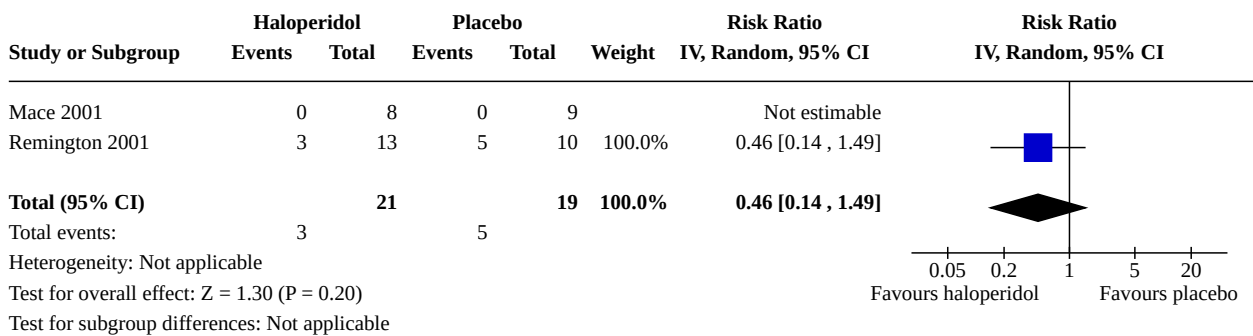 Haloperidol Placebo Risk Ratio Risk Ratio
Study or Subgroup Events Total Events Total Weight IV, Random, 95% CI IV, Random, 95% CI
Mace 2001 0 8 0 9 Not estimable
Remington 2001 3 13 5 10 100.0% 0.46 [0.14 , 1.49]
Total (95% CI) 21 19 100.0% 0.46 [0.14 , 1.49]
Total events: 3 5
Heterogeneity: Not applicable
0.05 0.2 1 5 20
Test for overall effect: Z = 1.30 (P = 0.20)
Favours haloperidol Favours placebo
Test for subgroup differences: Not applicable